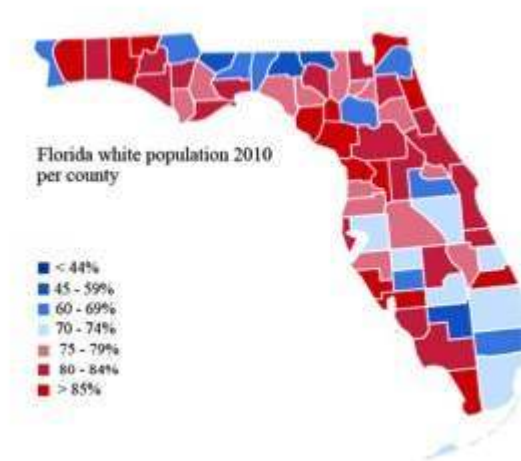 Florida white population 2010
per county
< 44%
45 - 59%
60 - 69%
70 - 74%
75 - 79%
80 - 84%
> 85%